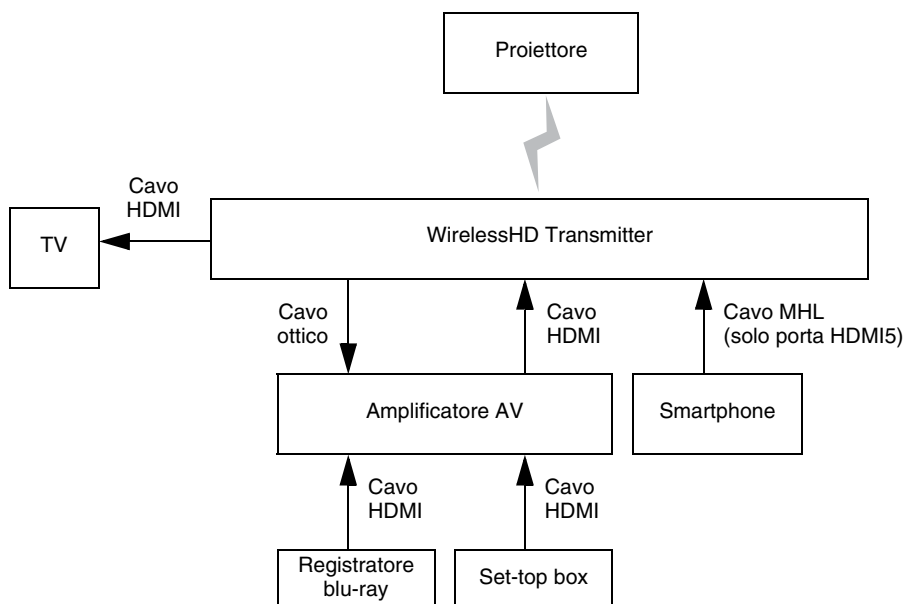 Proiettore
Cavo
HDMI
TV
WirelessHD Transmitter
Cavo
ottico
Cavo
HDMI
Cavo MHL
(solo porta HDMI5)
Amplificatore AV
Smartphone
Cavo
HDMI
Cavo
HDMI
Registratore
blu-ray
Set-top box